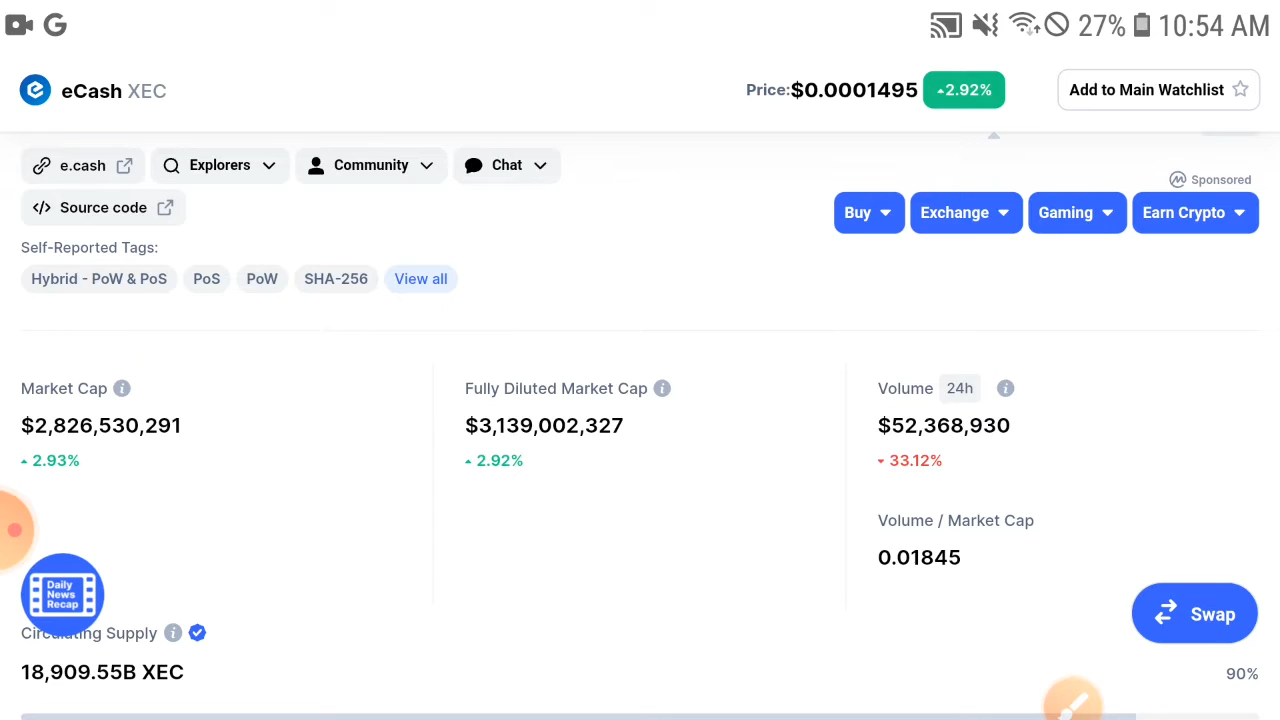 G 27% 10:54 AM
eCash XEC Price:$0.0001495 2.92% Add to Main Watchlist
e.cash Explorers Community Chat
Sponsored
</> Source code Buy Exchange Gaming Earn Crypto
Self-Reported Tags:
Hybrid - PoW & PoS PoS PoW SHA-256 View all
Market Cap Fully Diluted Market Cap Volume 24h
$2,826,530,291 $3,139,002,327 $52,368,930
2.93% 2.92% 33.12%
Volume / Market Cap
0.01845
Daily
News
Recap
Swap
Circulating Supply
18,909.55B XEC 90%